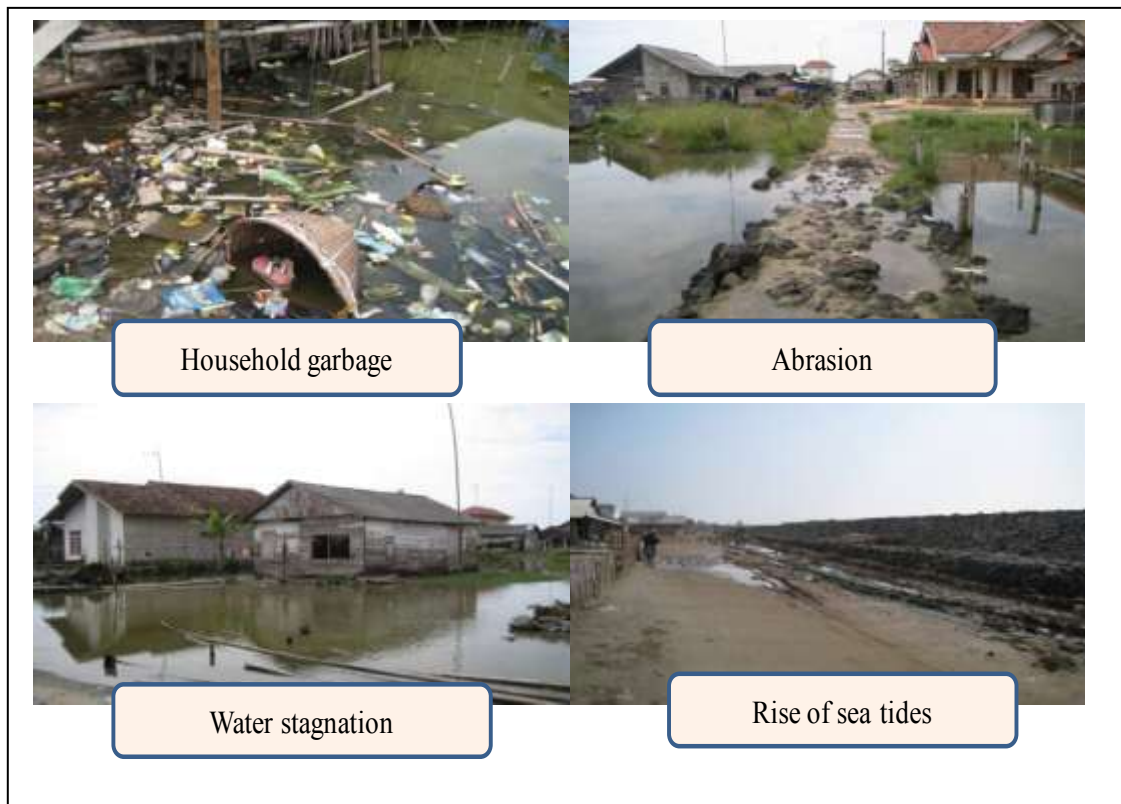 Household garbage
Abrasion
Water stagnation
Rise of sea tides